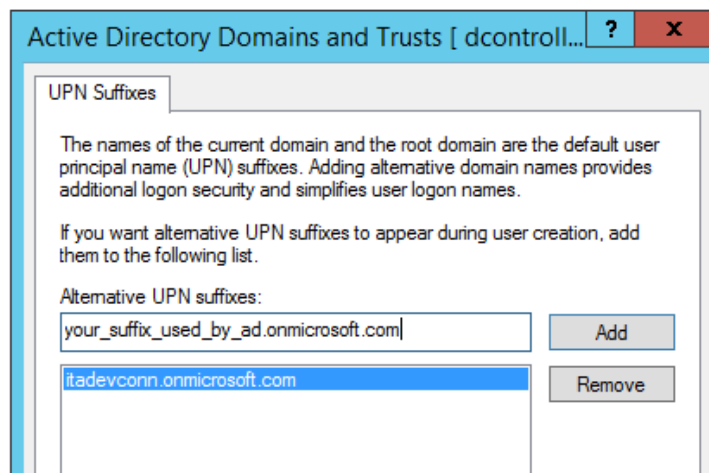 Active Directory Domains and Trusts [ dcontroll... ? x
UPN Suffixes
The names of the current domain and the root domain are the default user
principal name (UPN) suffixes. Adding alternative domain names provides
additional logon security and simplifies user logon names.
If you want alternative UPN suffixes to appear during user creation, add
them to the following list.
Alternative UPN suffixes:
your_suffix_used_by_ad.onmicrosoft.com Add
itadevconn.onmicrosoft.com Remove